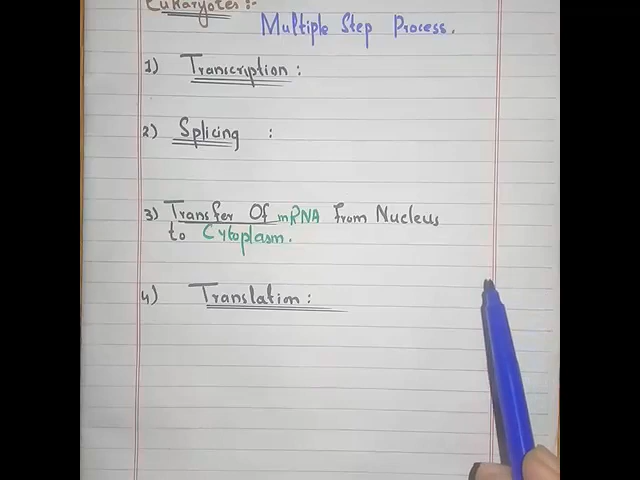 Eukaryotes :-
Multiple Step Process.
1) Transcription :
2) Splicing :
3) Transfer Of mRNA From Nucleus
to Cytoplasm.
4) Translation :